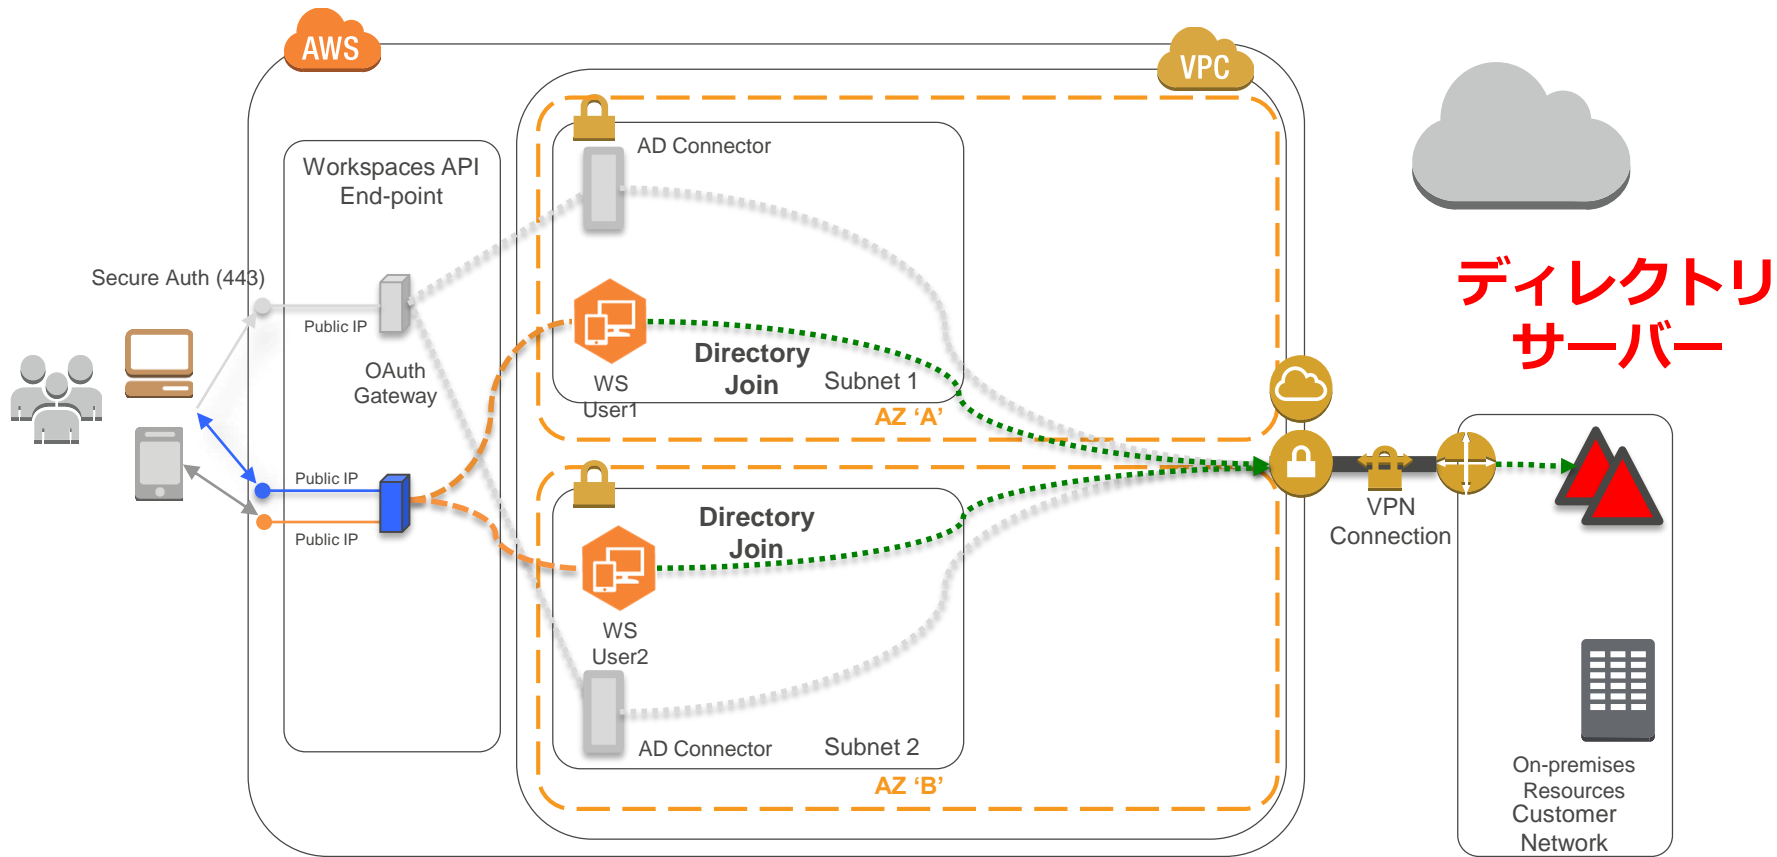 AWS
VPC
Workspaces API
End-point
AD Connector
Secure Auth (443)
Public IP
OAuth
Gateway
WS
User1
Directory
Join
Subnet 1
AZ ‘A’
ディレクトリ
サーバー
Public IP
Public IP
Directory
Join
WS
User2
AD Connector
Subnet 2
AZ ‘B’
VPN
Connection
On-premises
Resources
Customer
Network